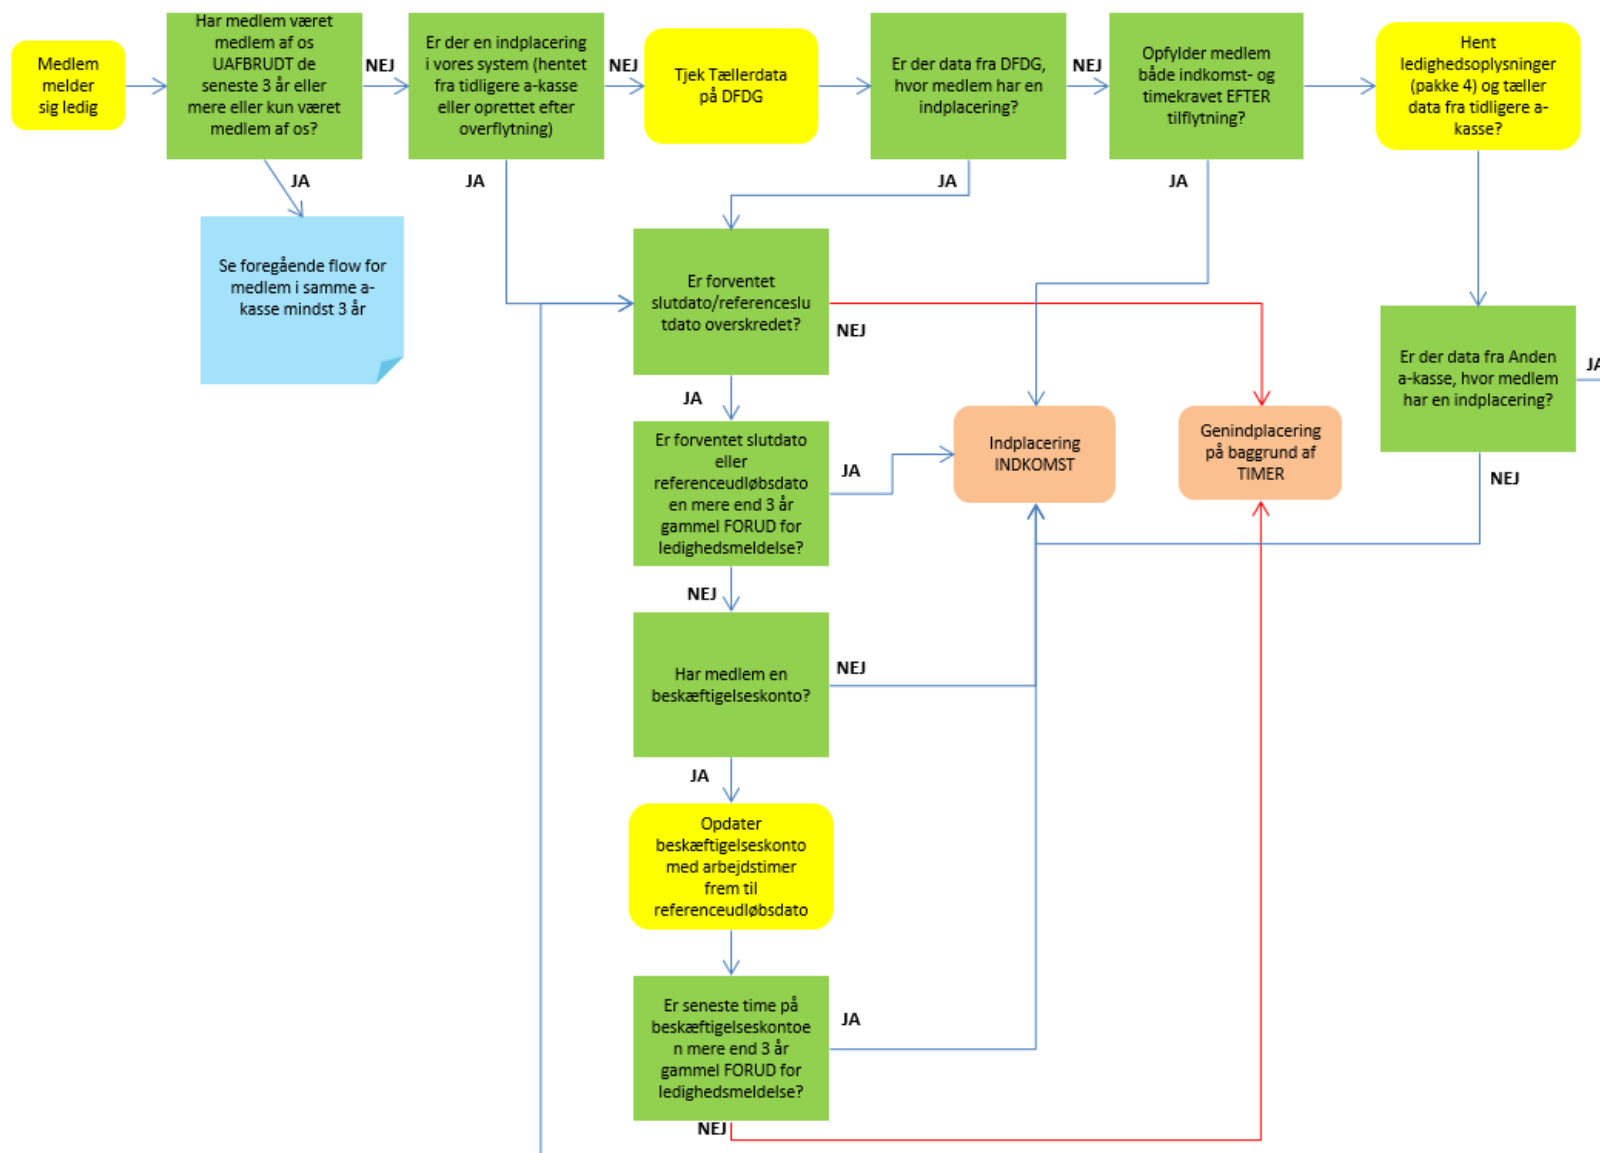 Medlem
melder
sig ledig
Har medlem været
medlem af os
UAFBRUDT de
seneste 3 år eller
mere eller kun været
medlem af os?
NEJ
JA
Se foregående flow for
medlem i samme a-
kasse mindst 3 år
Er der en indplacering
i vores system (hentet
fra tidligere a-kasse
eller oprettet efter
overflytning)
NEJ
JA
Tjek Tællerdata
på DFDG
Er der data fra DFDG,
hvor medlem har en
indplacering?
NEJ
JA
Opfylder medlem
både indkomst- og
timekravet EFTER
tilflytning?
JA
Hent
ledighedsoplysninger
(pakke 4) og tæller
data fra tidligere a-
kasse?
Er der data fra Anden
a-kasse, hvor medlem
har en indplacering?
JA
NEJ
Er forventet
slutdato/referenceslu
tdato overskredet?
NEJ
JA
Er forventet slutdato
eller
referenceudløbsdato
en mere end 3 år
gammel FORUD for
ledighedsmeldelse?
JA
NEJ
Indplacering
INDKOMST
Genindplacering
på baggrund af
TIMER
Har medlem en
beskæftigelseskonto?
NEJ
JA
Opdater
beskæftigelseskonto
med arbejdstimer
frem til
referenceudløbsdato
Er seneste time på
beskæftigelseskontoe
n mere end 3 år
gammel FORUD for
ledighedsmeldelse?
JA
NEJ